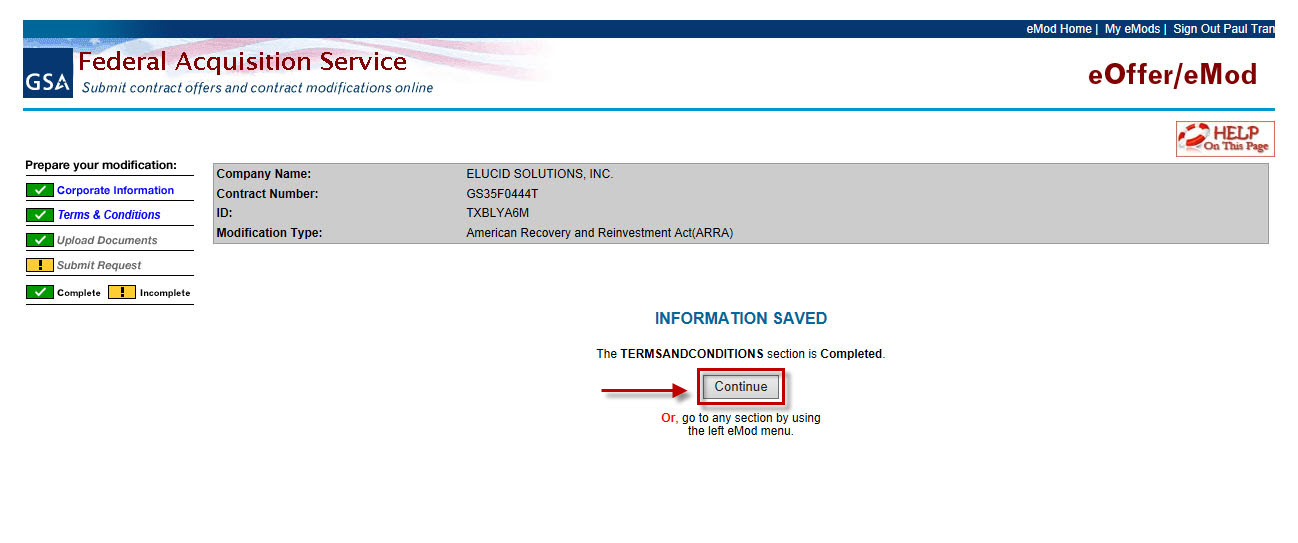 eMod Home | My eMods | Sign Out Paul Tran
GSA
Federal Acquisition Service
Submit contract offers and contract modifications online
eOffer/eMod
HELP
On This Page
Prepare your modification:
Corporate Information
Terms & Conditions
Upload Documents
! Submit Request
Complete ! Incomplete
Company Name: ELUCID SOLUTIONS, INC.
Contract Number: GS35F0444T
ID: TXBLYA6M
Modification Type: American Recovery and Reinvestment Act(ARRA)
INFORMATION SAVED
The TERMSANDCONDITIONS section is Completed.
Continue
Or, go to any section by using
the left eMod menu.